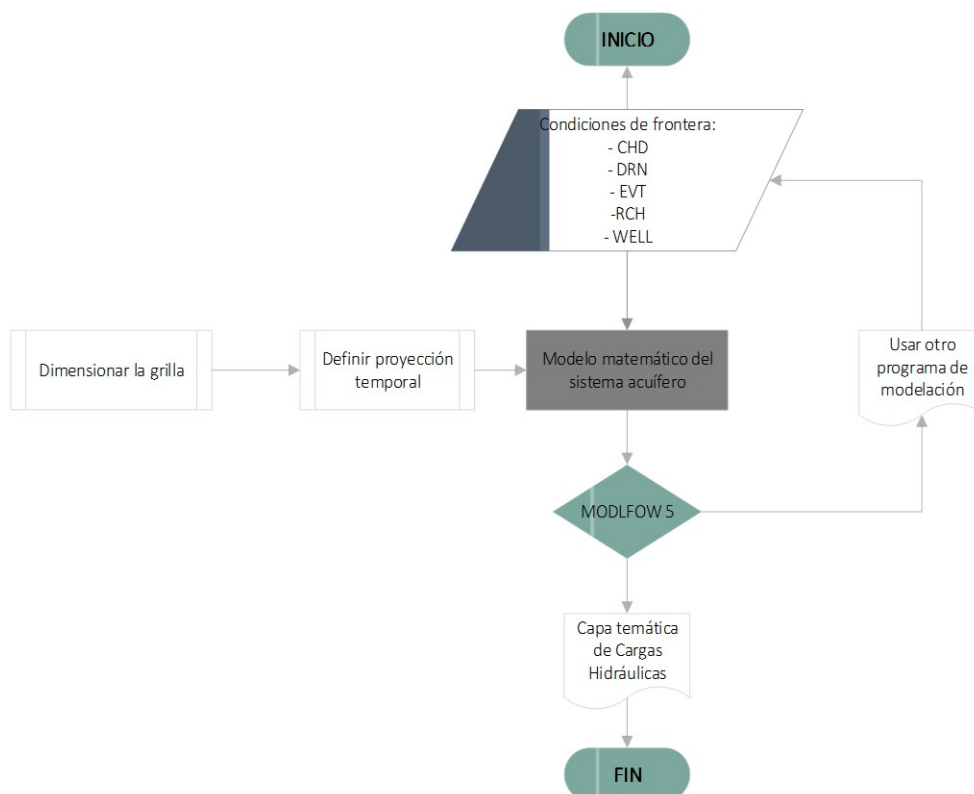 INICIO
Condiciones de frontera:
- CHD
- DRN
- EVT
-RCH
- WELL
Dimensionar la grilla
Definir proyección
temporal
Modelo matemático del
sistema acuífero
Usar otro
programa de
modelación
MODLFOW 5
Capa temática
de Cargas
Hidráulicas
FIN